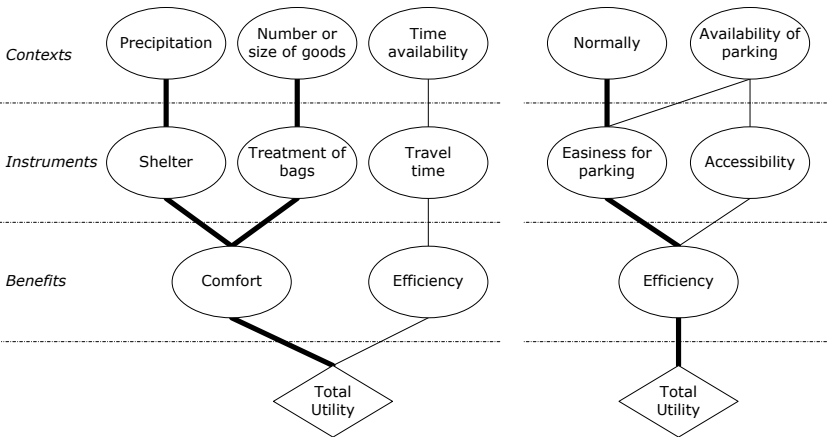 Contexts
Precipitation
Number or
size of goods
Time
availability
Normally
Availability of
parking
Instruments
Shelter
Treatment of
bags
Travel
time
Easiness for
parking
Accessibility
Benefits
Comfort
Efficiency
Efficiency
Total
Utility
Total
Utility